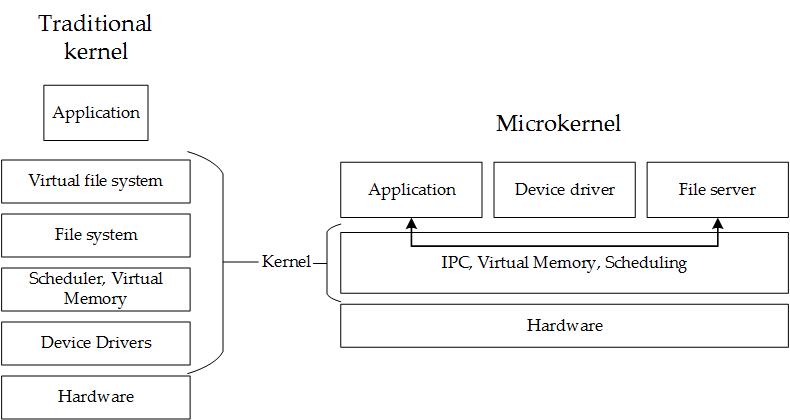 Traditional
kernel
Application
Virtual file system
File system
Scheduler, Virtual
Memory
Device Drivers
Hardware
Kernel
Microkernel
Application
Device driver
File server
IPC, Virtual Memory, Scheduling
Hardware